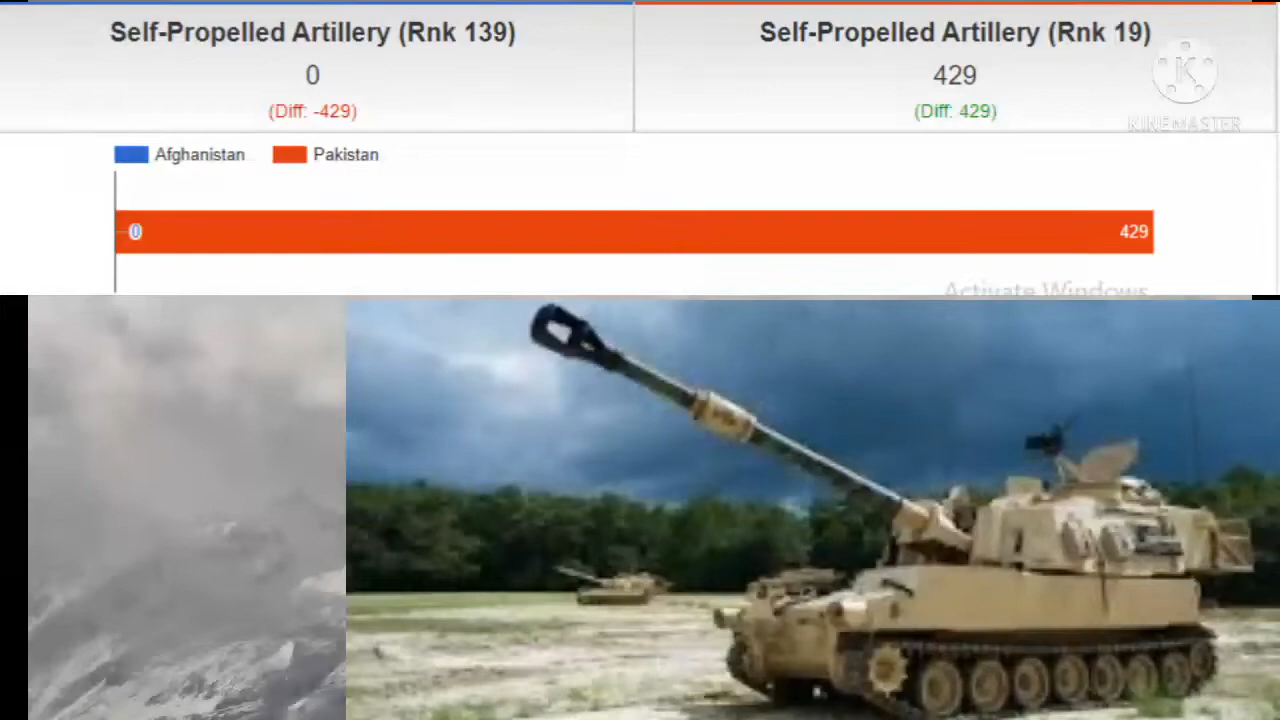 Self-Propelled Artillery (Rnk 139)
0
(Diff: -429)
Self-Propelled Artillery (Rnk 19)
429
(Diff: 429)
K
KINEMASTER
Afghanistan
Pakistan
0
429
Activate Windows